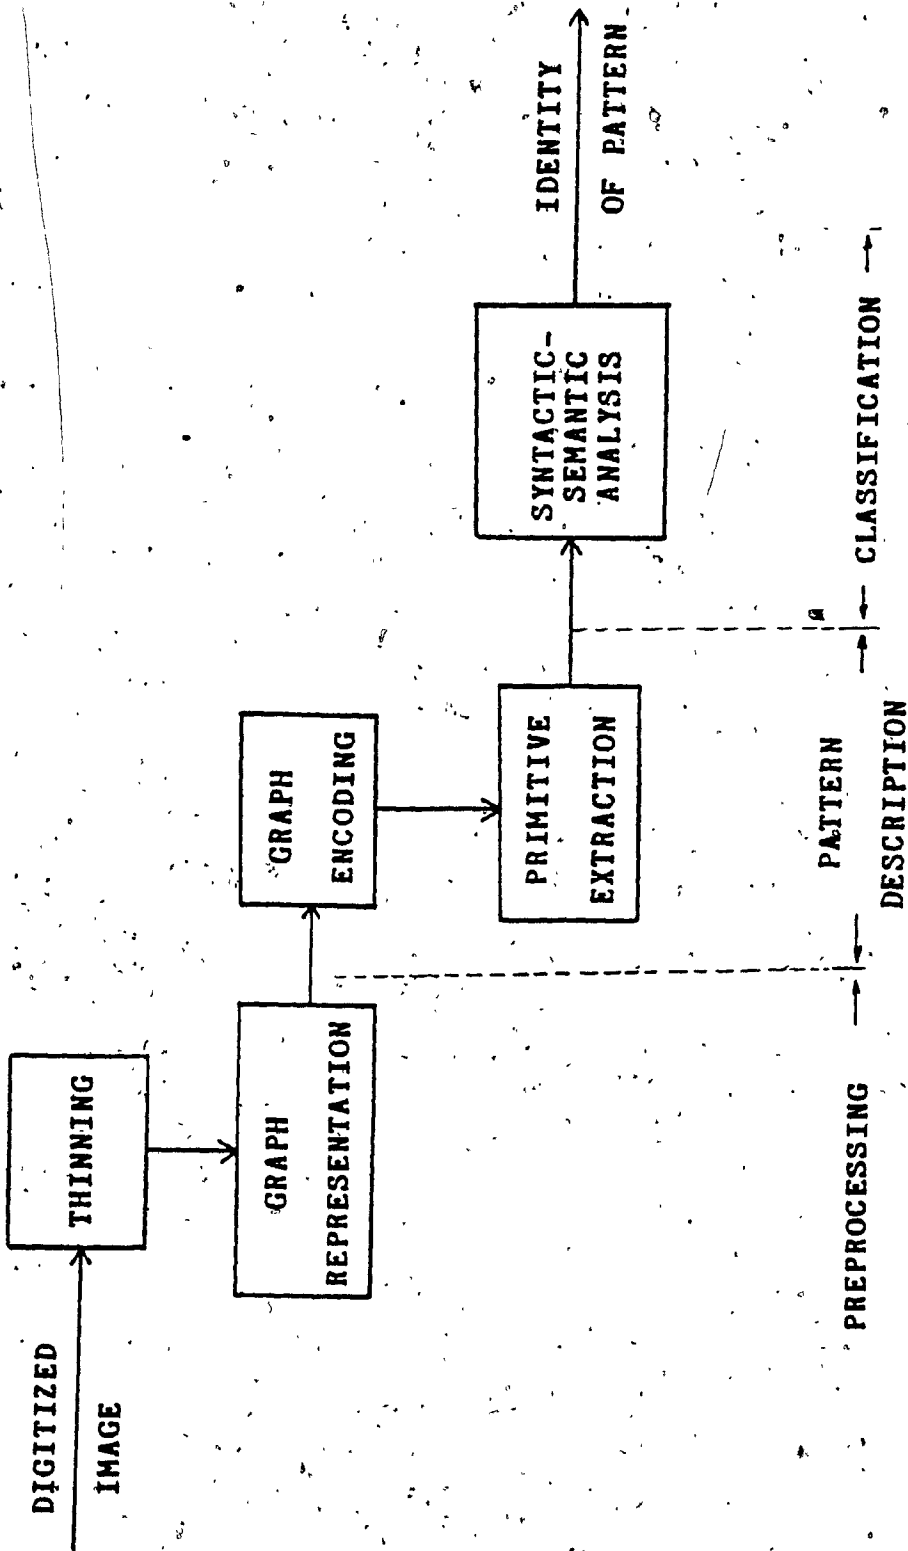 DIGITIZED
IMAGE
THINNING
GRAPH
REPRESENTATION
GRAPH
ENCODING
PRIMITIVE
EXTRACTION
SYNTACTIC-
SEMANTIC
ANALYSIS
IDENTITY
OF PATTERN
PREPROCESSING
PATTERN
DESCRIPTION
CLASSIFICATION